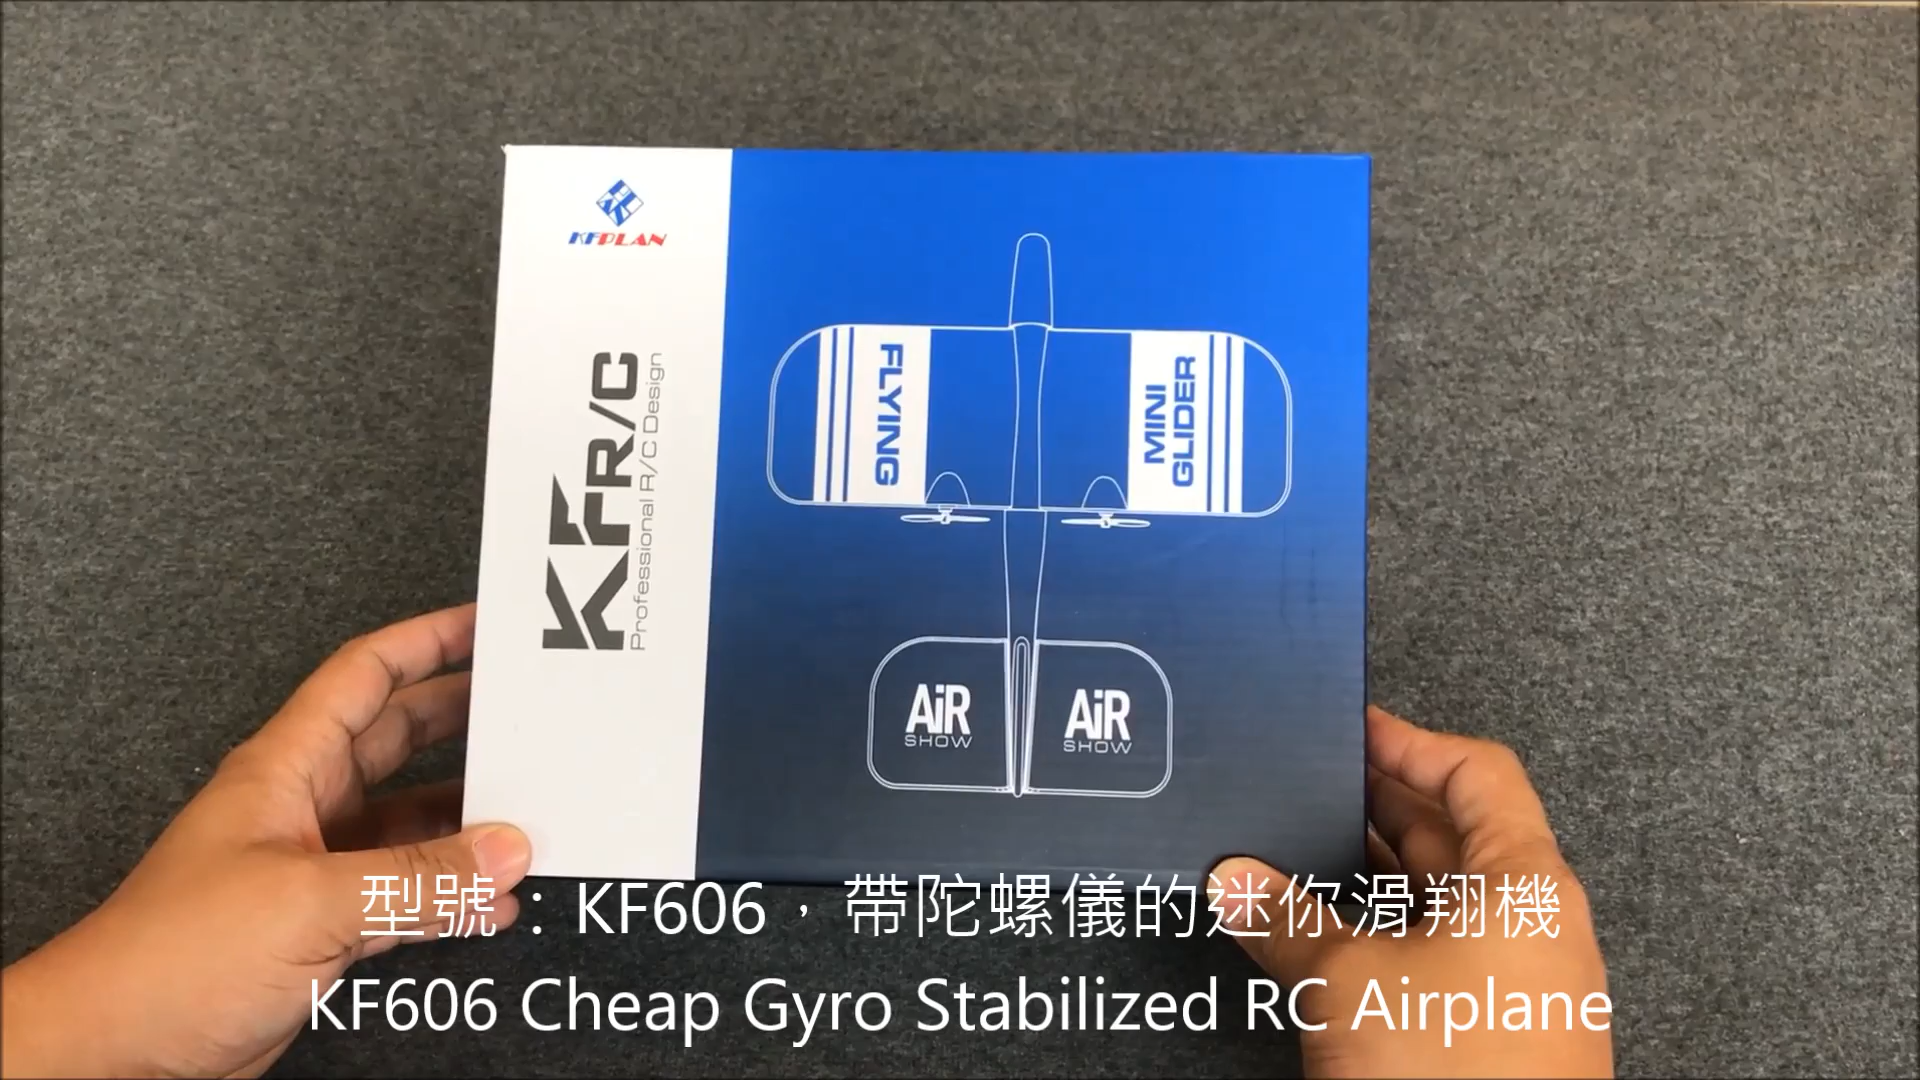 KFPLAN
KFR/C
Professional R/C Design
FLYING
MINI
GLIDER
AiR
SHOW
AiR
SHOW
型號：KF606，帶陀螺儀的迷你滑翔機
KF606 Cheap Gyro Stabilized RC Airplane